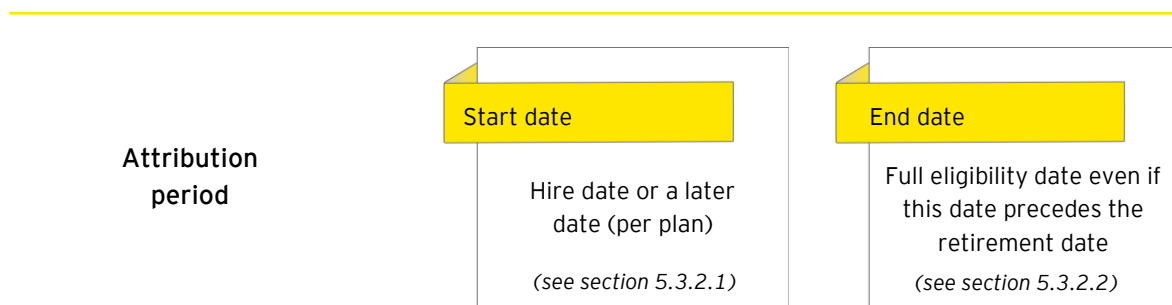 Attribution
period
Start date
Hire date or a later
date (per plan)
(see section 5.3.2.1)
End date
Full eligibility date even if
this date precedes the
retirement date
(see section 5.3.2.2)